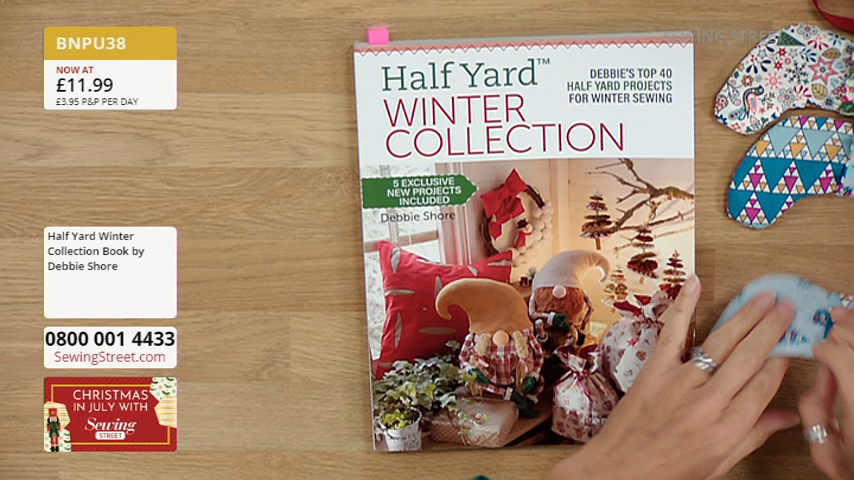 BNPU38
NOW AT
£11.99
£3.95 P&P PER DAY
Half Yard Winter
Collection Book by
Debbie Shore
0800 001 4433
SewingStreet.com
CHRISTMAS
IN JULY WITH
Sewing
STREET
SEWING STREET
Half Yard™
WINTER
COLLECTION
DEBBIE'S TOP 40
HALF YARD PROJECTS
FOR WINTER SEWING
5 EXCLUSIVE
NEW PROJECTS
INCLUDED
Debbie Shore